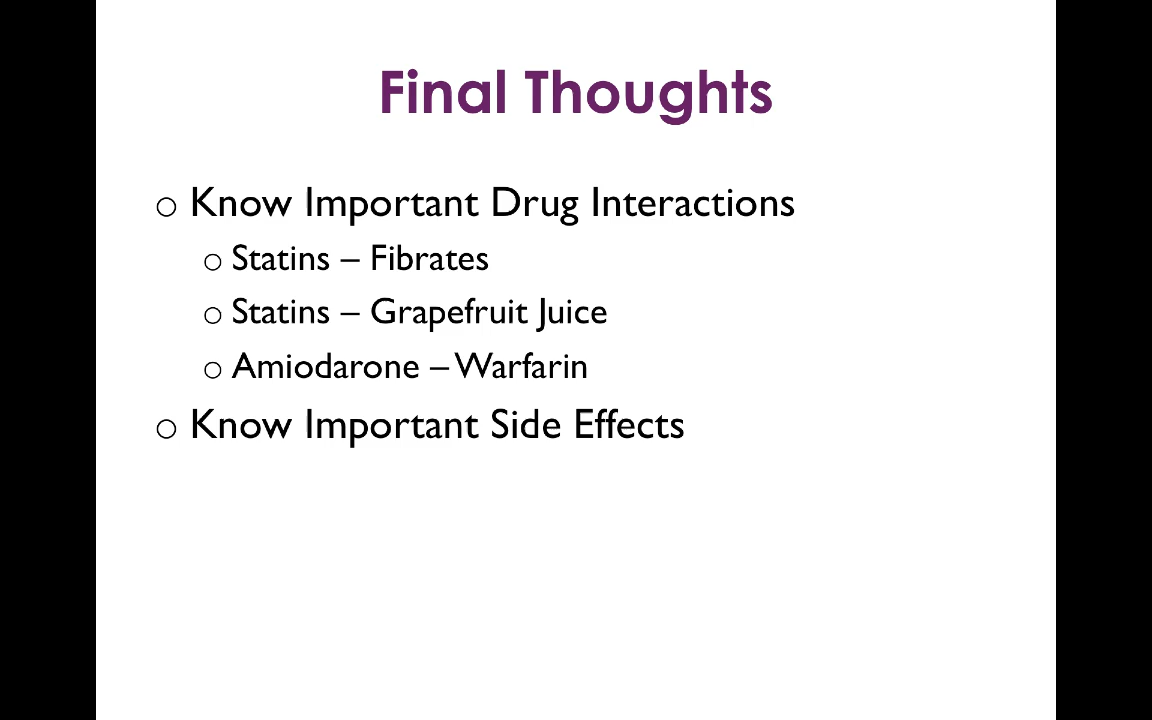 Final Thoughts
o Know Important Drug Interactions
o Statins – Fibrates
o Statins – Grapefruit Juice
o Amiodarone – Warfarin
o Know Important Side Effects